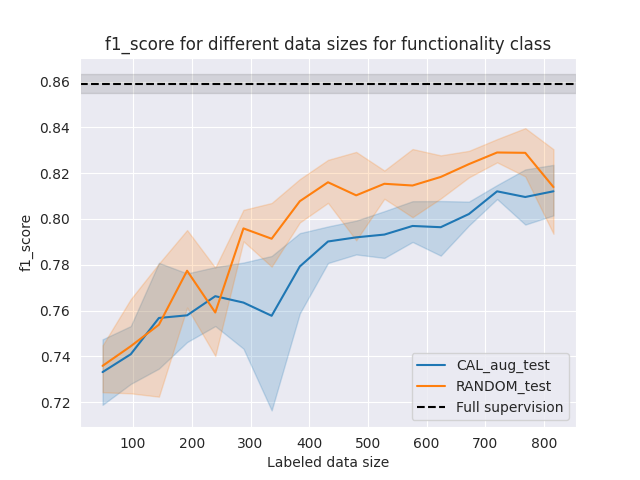 f1_score for different data sizes for functionality class
f1_score
0.86
0.84
0.82
0.80
0.78
0.76
0.74
0.72
CAL_aug_test
RANDOM_test
Full supervision
100 200 300 400 500 600 700 800
Labeled data size